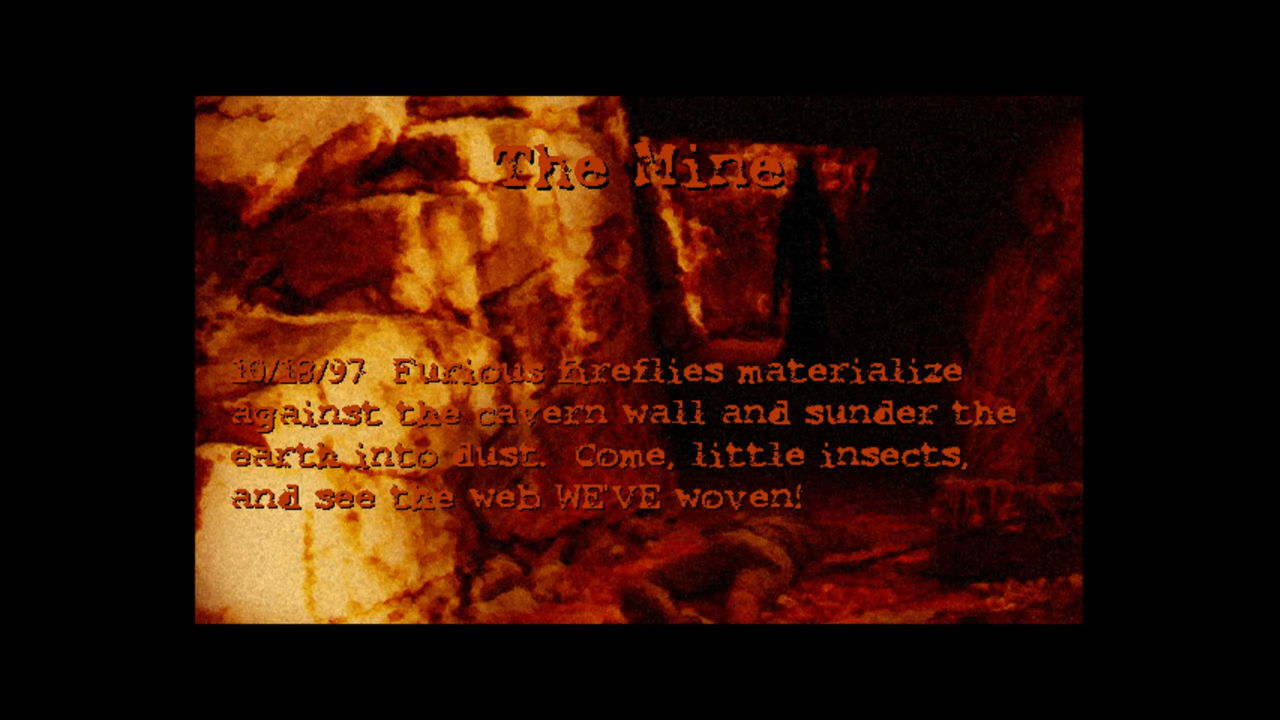 The Mine
10/18/97 Furious fireflies materialize
against the cavern wall and sunder the
earth into dust. Come, little insects,
and see the web WE'VE woven!